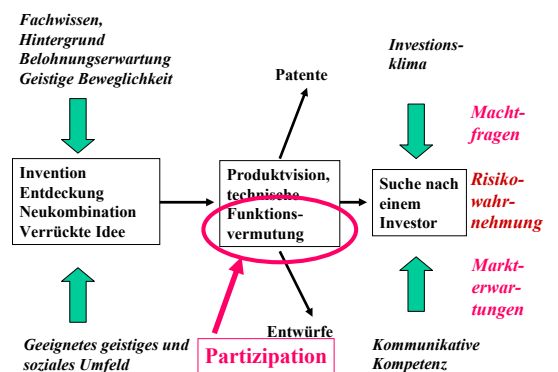 Fachwissen,
Hintergrund
Belohnungserwartung
Geistige Beweglichkeit
Investions-
klima
Patente
Macht-
fragen
Invention
Entdeckung
Neukombination
Verrückte Idee
Produktvision,
technische
Funktions-
vermutung
Suche nach
einem
Investor
Risiko-
wahr-
nehmung
Markt-
erwar-
tungen
Entwürfe
Geeignetes geistiges und
soziales Umfeld
Partizipation
Kommunikative
Kompetenz